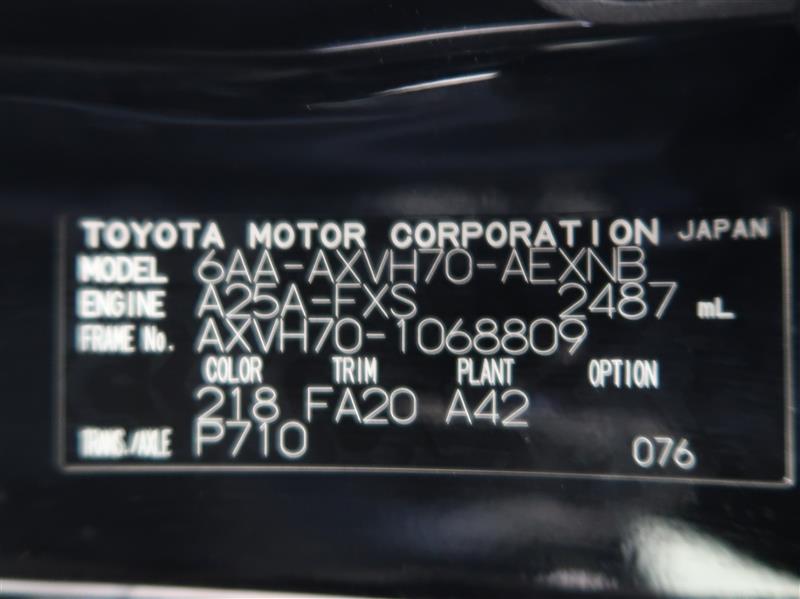 TOYOTA MOTOR CORPORATION JAPAN
MODEL 6AA-AXVH70-AEXNB
ENGINE A25A-FXS 2487 mL
FRAME No. AXVH70-1068809
COLOR TRIM PLANT OPTION
218 FA20 A42
TRANS./AXLE P710 076